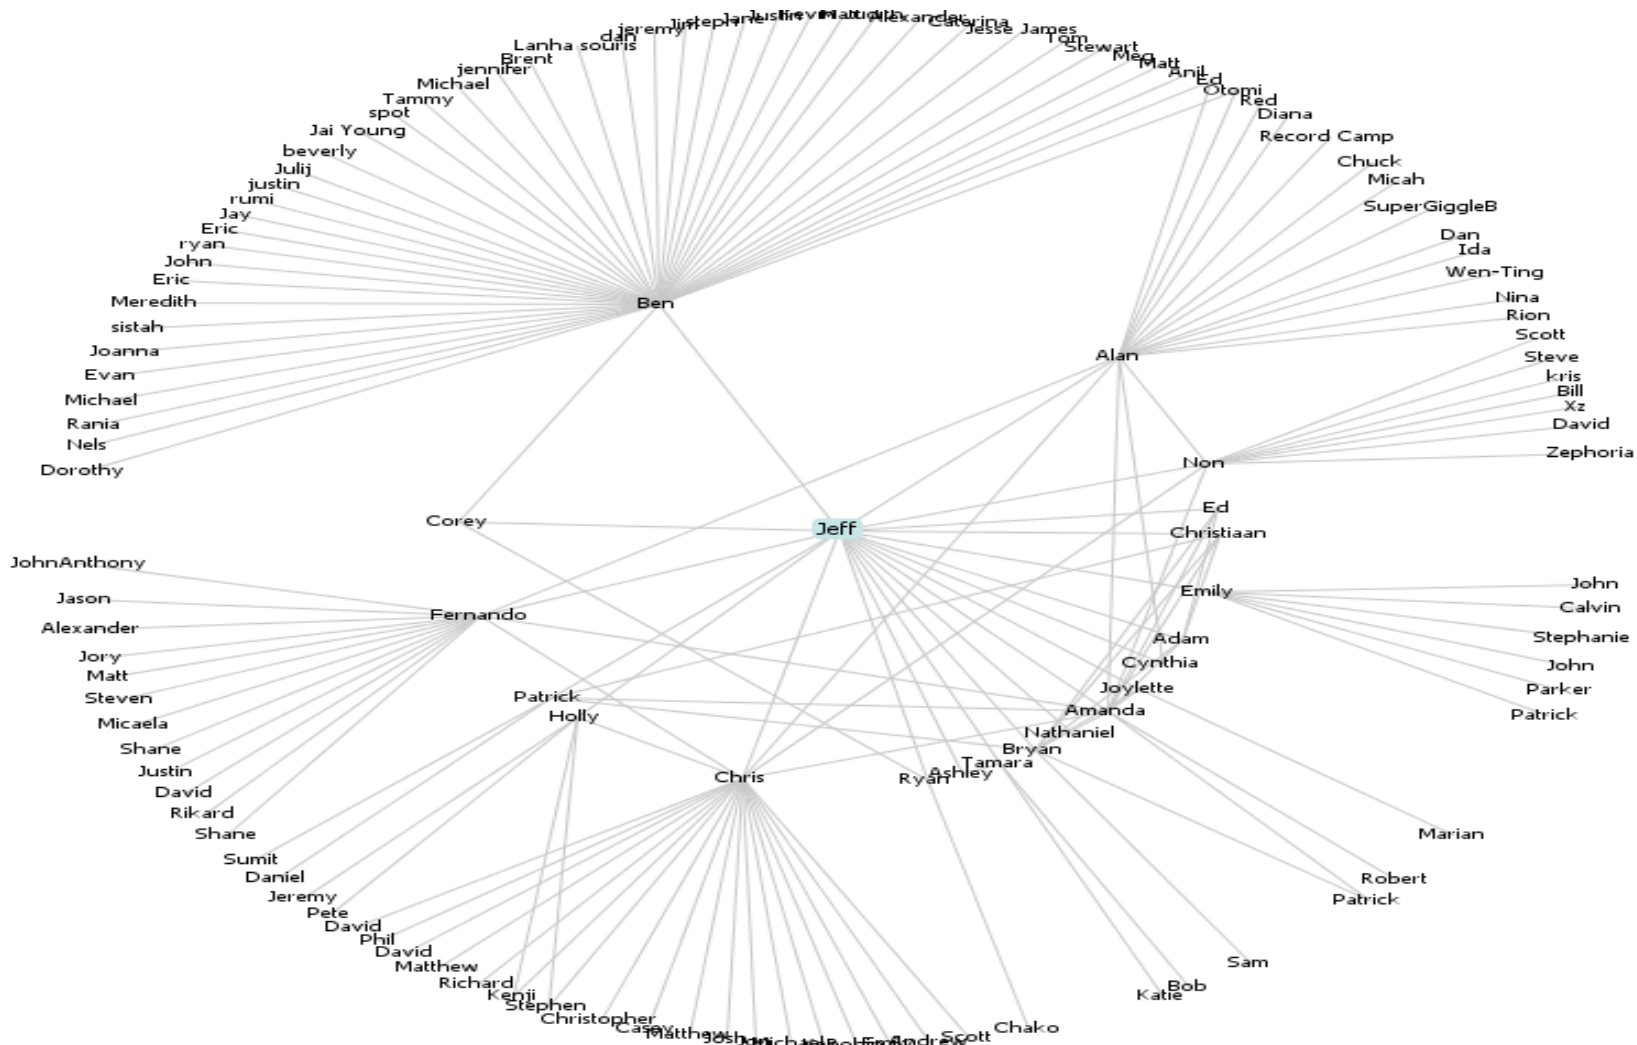 Alexander
Caterina
Jesse James
Tom
Stewart
Meg
Matt
Anil
Ed
Otomi
Red
Diana
Record Camp
Chuck
Micah
SuperGiggleB
Dan
Ida
Wen-Ting
Nina
Rion
Scott
Steve
kris
Bill
Xz
David
Zephoria
jeremy
dan
Lanha souris
Brent
jennifer
Michael
Tammy
spot
Jai Young
beverly
Julij
justin
rumi
Jay
Eric
ryan
John
Eric
Meredith
sistah
Joanna
Evan
Michael
Rania
Nels
Dorothy
Ben
Alan
Non
Corey
Jeff
Ed
Christiaan
Emily
Adam
Cynthia
Joylette
Amanda
Nathaniel
Bryan
Tamara
Ashley
Ryan
Fernando
Patrick
Holly
Chris
John
Calvin
Stephanie
John
Parker
Patrick
JohnAnthony
Jason
Alexander
Jory
Matt
Steven
Micaela
Shane
Justin
David
Rikard
Shane
Sumit
Daniel
Jeremy
Pete
David
Phil
David
Matthew
Richard
Kenji
Stephen
Christopher
Casey
Matthew
Andrew
Scott
Chako
Katie
Bob
Sam
Patrick
Robert
Marian